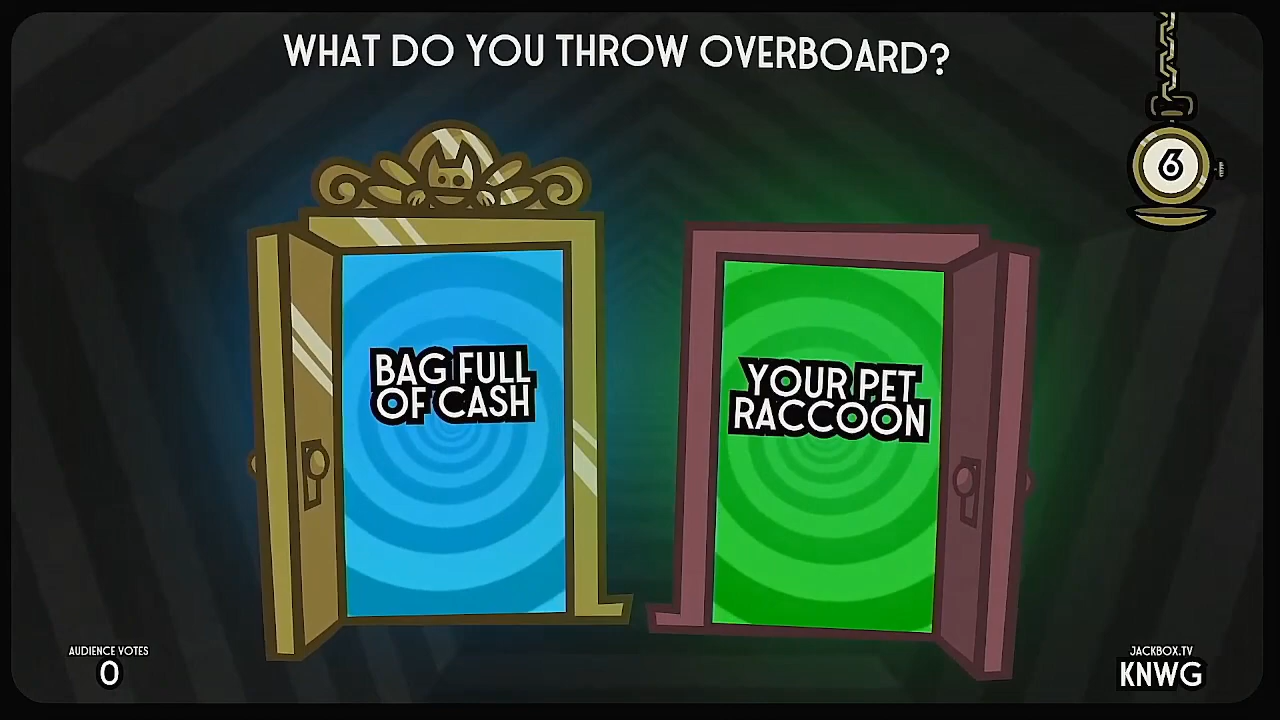 WHAT DO YOU THROW OVERBOARD?
6
BAG FULL
OF CASH
YOUR PET
RACCOON
AUDIENCE VOTES
0
JACKBOX.TV
KNWG